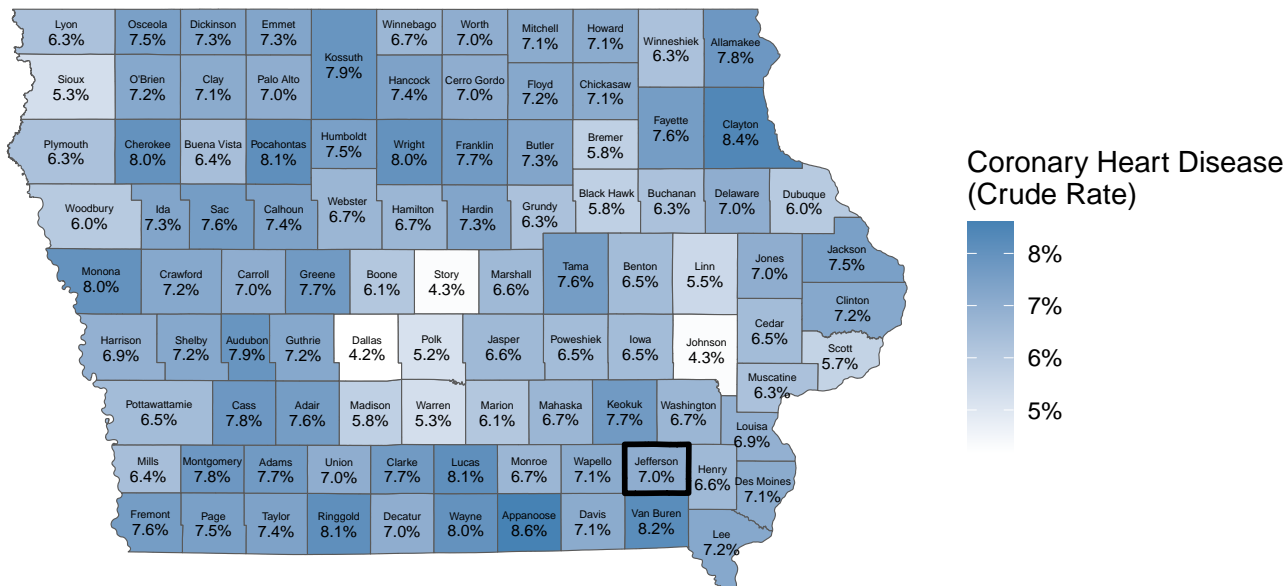 Lyon
6.3%
Osceola
7.5%
Dickinson
7.3%
Emmet
7.3%
Kossuth
7.9%
Winnebago
6.7%
Worth
7.0%
Mitchell
7.1%
Howard
7.1%
Winneshiek
6.3%
Allamakee
7.8%
Sioux
5.3%
O'Brien
7.2%
Clay
7.1%
Palo Alto
7.0%
Hancock
7.4%
Cerro Gordo
7.0%
Floyd
7.2%
Chickasaw
7.1%
Fayette
7.6%
Clayton
8.4%
Plymouth
6.3%
Cherokee
8.0%
Buena Vista
6.4%
Pocahontas
8.1%
Humboldt
7.5%
Wright
8.0%
Franklin
7.7%
Butler
7.3%
Bremer
5.8%
Woodbury
6.0%
Ida
7.3%
Sac
7.6%
Calhoun
7.4%
Webster
6.7%
Hamilton
6.7%
Hardin
7.3%
Grundy
6.3%
Black Hawk
5.8%
Buchanan
6.3%
Delaware
7.0%
Dubuque
6.0%
Monona
8.0%
Crawford
7.2%
Carroll
7.0%
Greene
7.7%
Boone
6.1%
Story
4.3%
Marshall
6.6%
Tama
7.6%
Benton
6.5%
Linn
5.5%
Jones
7.0%
Jackson
7.5%
Clinton
7.2%
Harrison
6.9%
Shelby
7.2%
Audubon
7.9%
Guthrie
7.2%
Dallas
4.2%
Polk
5.2%
Jasper
6.6%
Poweshiek
6.5%
Iowa
6.5%
Johnson
4.3%
Cedar
6.5%
Scott
5.7%
Muscatine
6.3%
Pottawattamie
6.5%
Cass
7.8%
Adair
7.6%
Madison
5.8%
Warren
5.3%
Marion
6.1%
Mahaska
6.7%
Keokuk
7.7%
Washington
6.7%
Louisa
6.9%
Mills
6.4%
Montgomery
7.8%
Adams
7.7%
Union
7.0%
Clarke
7.7%
Lucas
8.1%
Monroe
6.7%
Wapello
7.1%
Jefferson
7.0%
Henry
6.6%
Des Moines
7.1%
Fremont
7.6%
Page
7.5%
Taylor
7.4%
Ringgold
8.1%
Decatur
7.0%
Wayne
8.0%
Appanoose
8.6%
Davis
7.1%
Van Buren
8.2%
Lee
7.2%
Coronary Heart Disease
(Crude Rate)
8%
7%
6%
5%